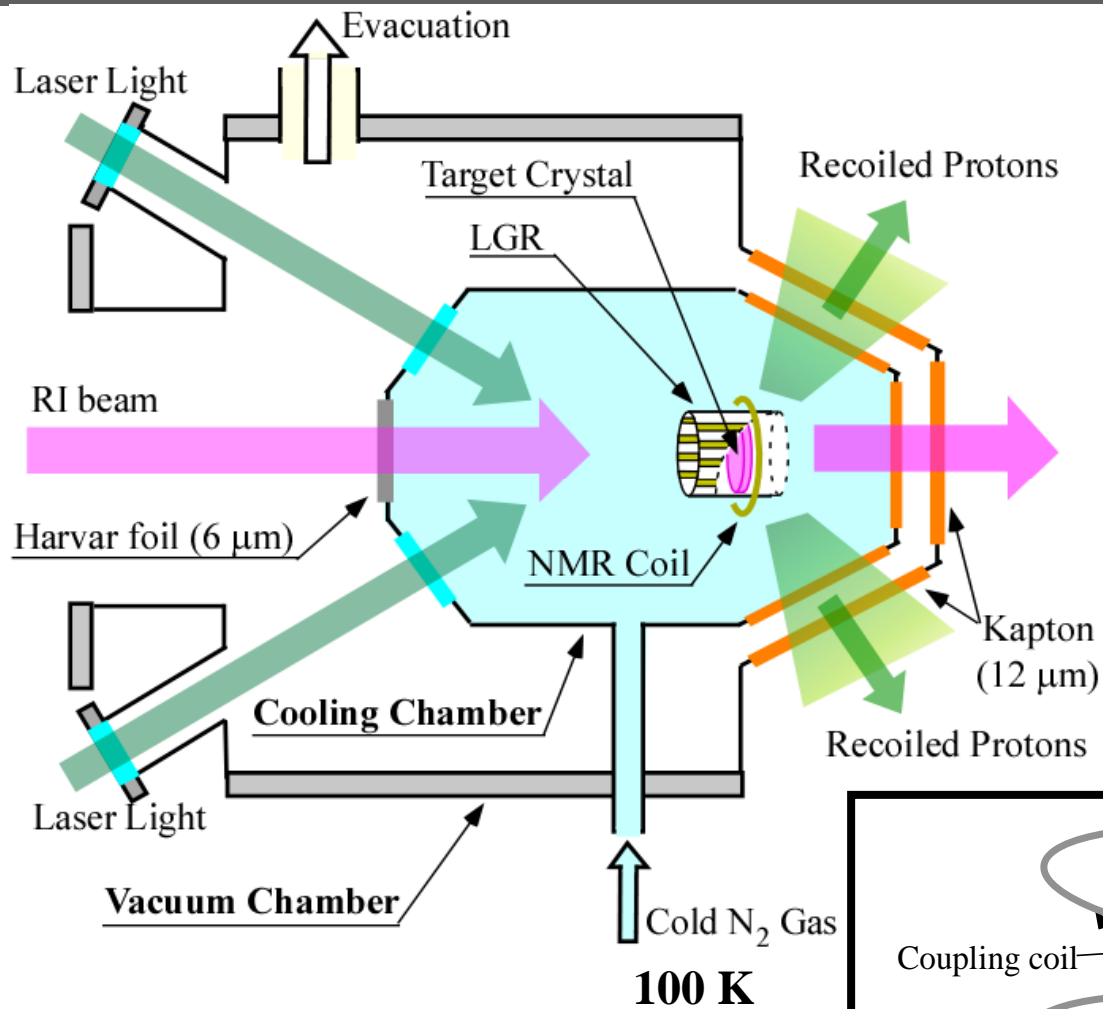 Evacuation
Laser Light
Target Crystal
Recoiled Protons
LGR
RI beam
Harvar foil (6 μm)
NMR Coil
Kapton
(12 μm)
Cooling Chamber
Recoiled Protons
Laser Light
Vacuum Chamber
Cold N₂ Gas
100 K
Coupling coil